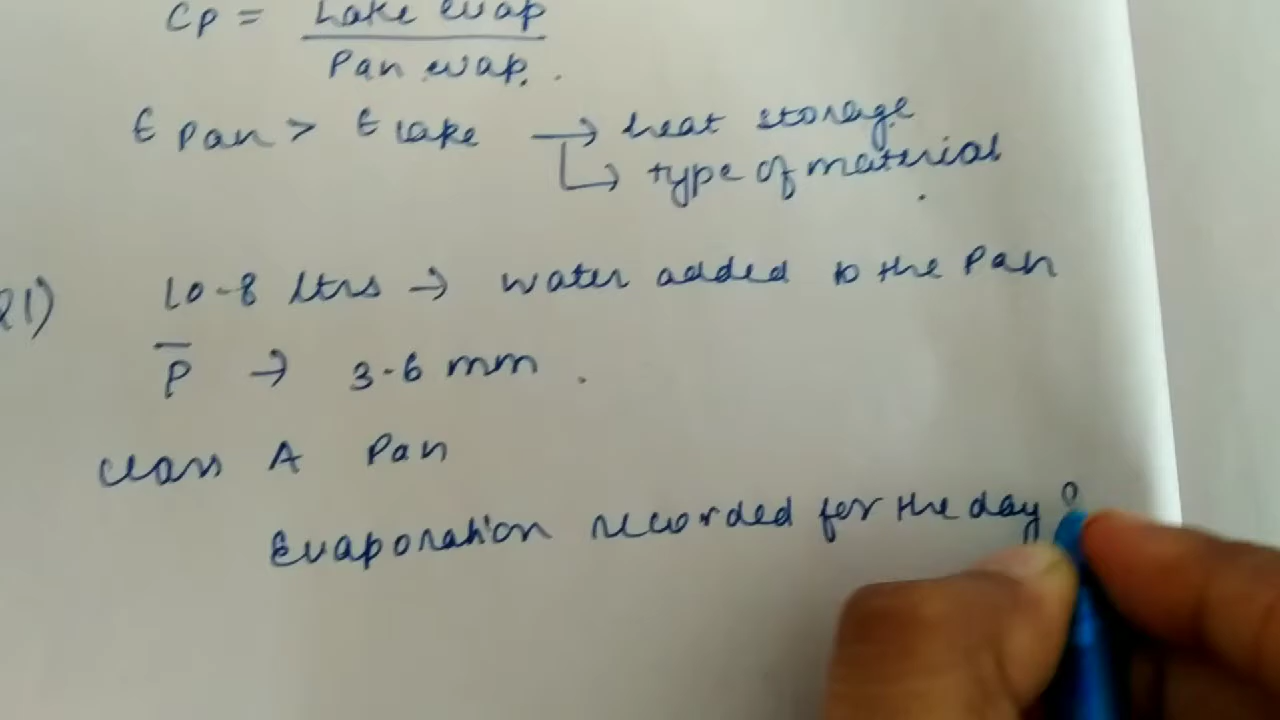 Cp = Lake evap
Pan evap.
E Pan > E Lake → heat storage
↳ type of material
21) 10.8 ltrs → water added to the Pan
P̅ → 3.6 mm.
Class A Pan
Evaporation recorded for the day?